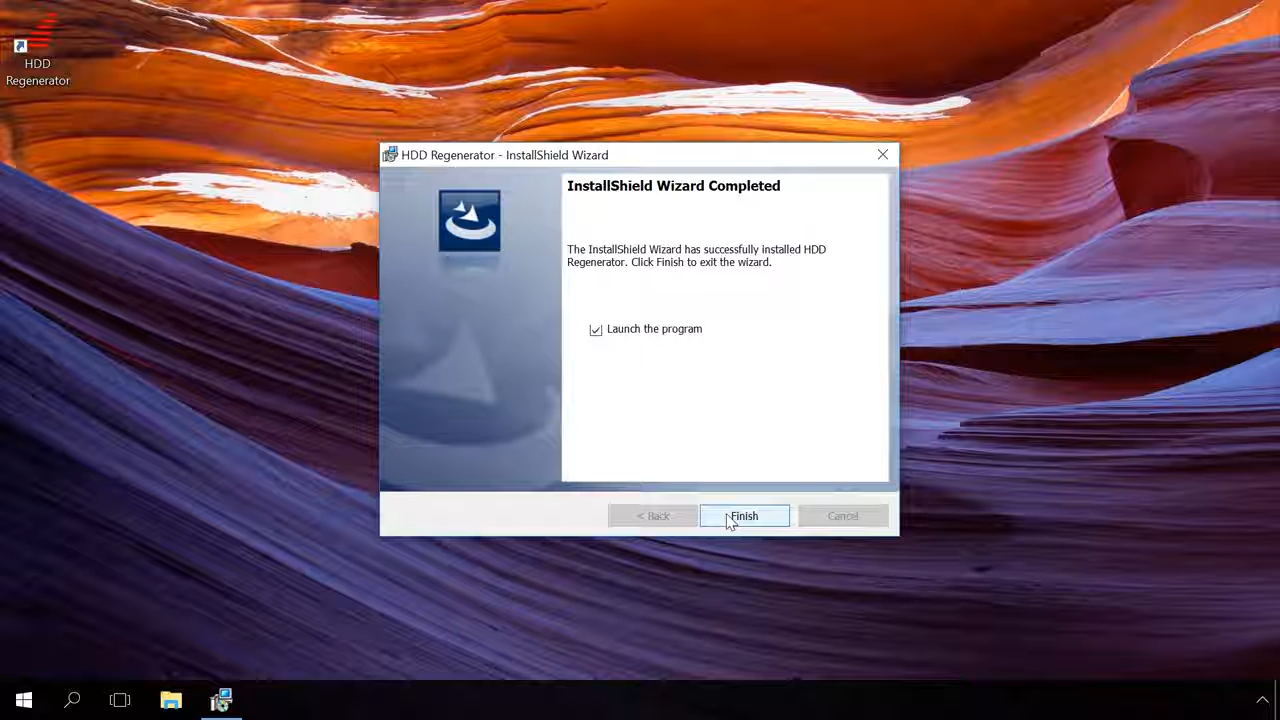 HDD
Regenerator
HDD Regenerator - InstallShield Wizard
InstallShield Wizard Completed
The InstallShield Wizard has successfully installed HDD
Regenerator. Click Finish to exit the wizard.
Launch the program
< Back
Finish
Cancel